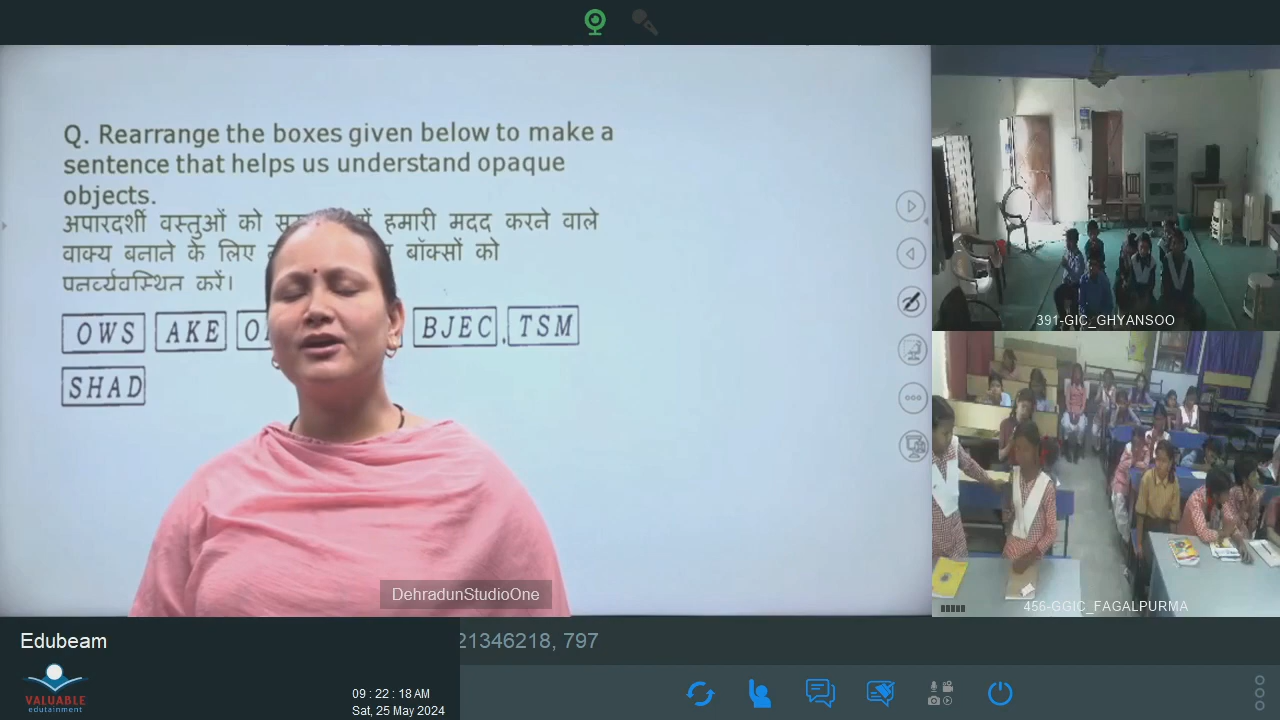 Q. Rearrange the boxes given below to make a
sentence that helps us understand opaque
objects.
अपारदर्शी वस्तुओं को हमारी मदद करने वाले
वाक्य बनाने के लिए बॉक्सों को
पुनर्व्यवस्थित करें।
OWS AKE BJEC . TSM
SHAD
DehradunStudioOne
391-GIC_GHYANSOO
456-GGIC_FAGALPURMA
Edubeam
21346218, 797
VALUABLE
edutainment
09 : 22 : 18 AM
Sat, 25 May 2024